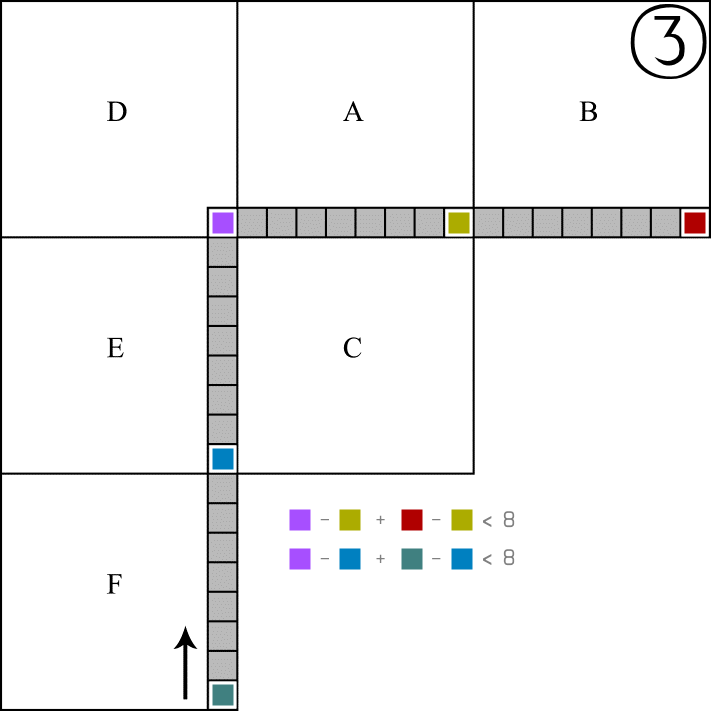 ③
D A B
E C
F
- + - < 8
- + - < 8